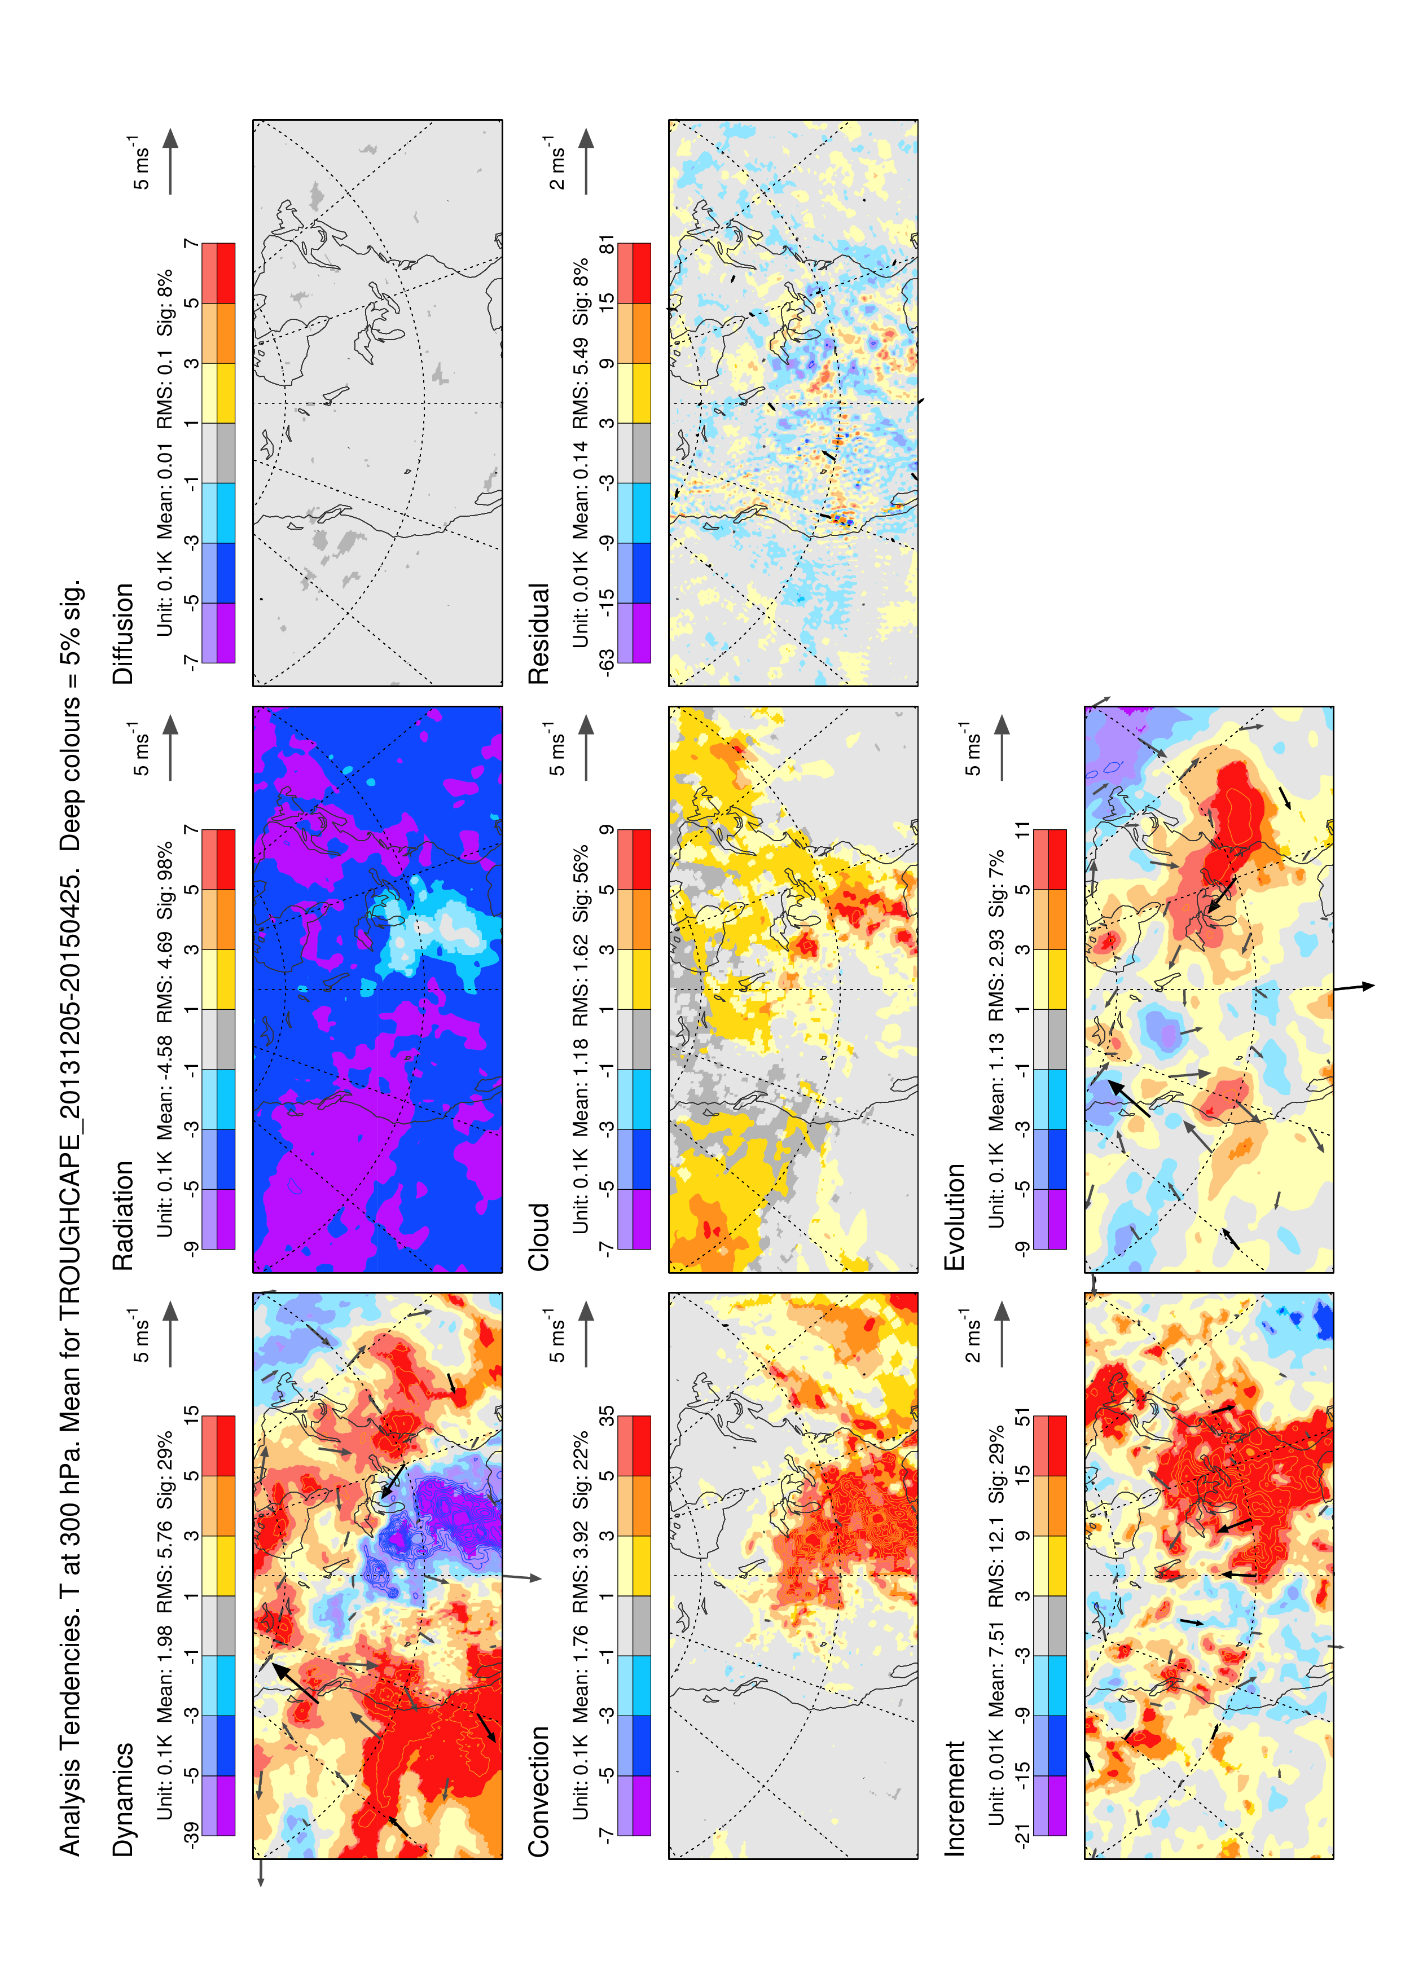 Analysis Tendencies. T at 300 hPa. Mean for TROUGHCAPE_20131205-20150425. Deep colours = 5% sig.
Dynamics
5 ms-1
Unit: 0.1K Mean: 1.98 RMS: 5.76 Sig: 29%
-39 -5 -3 -1 1 3 5 15
Radiation
5 ms-1
Unit: 0.1K Mean: -4.58 RMS: 4.69 Sig: 98%
-9 -5 -3 -1 1 3 5 7
Diffusion
5 ms-1
Unit: 0.1K Mean: 0.01 RMS: 0.1 Sig: 8%
-7 -5 -3 -1 1 3 5 7
Convection
5 ms-1
Unit: 0.1K Mean: 1.76 RMS: 3.92 Sig: 22%
-7 -5 -3 -1 1 3 5 35
Cloud
5 ms-1
Unit: 0.1K Mean: 1.18 RMS: 1.62 Sig: 56%
-7 -5 -3 -1 1 3 5 9
Residual
2 ms-1
Unit: 0.01K Mean: 0.14 RMS: 5.49 Sig: 8%
-63 -15 -9 -3 3 9 15 81
Increment
2 ms-1
Unit: 0.01K Mean: 7.51 RMS: 12.1 Sig: 29%
-21 -15 -9 -3 3 9 15 51
Evolution
5 ms-1
Unit: 0.1K Mean: 1.13 RMS: 2.93 Sig: 7%
-9 -5 -3 -1 1 3 5 11